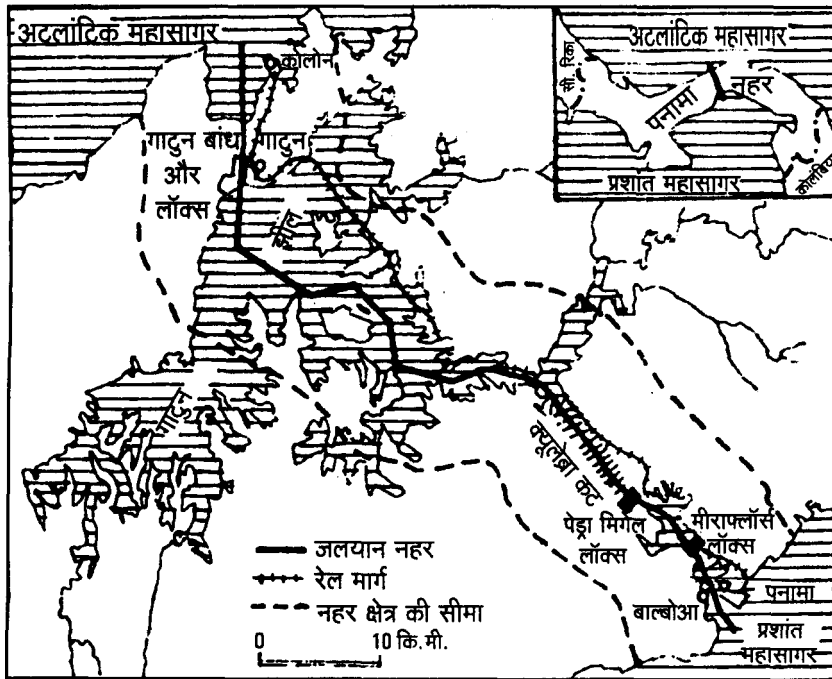 अटलांटिक महासागर
कोलोन
गाटुन बांध
और
लॉक्स
गाटुन
झील
गाटुन
क्यूलेब्रा कट
पेड्रा मिगेल
लॉक्स
मीराफ्लॉर्स
लॉक्स
पनामा
बाल्बोआ
प्रशांत
महासागर
जलयान नहर
रेल मार्ग
नहर क्षेत्र की सीमा
0 10 कि.मी.
अटलांटिक महासागर
सी. रिका
पनामा नहर
प्रशांत महासागर
कोलंबिया